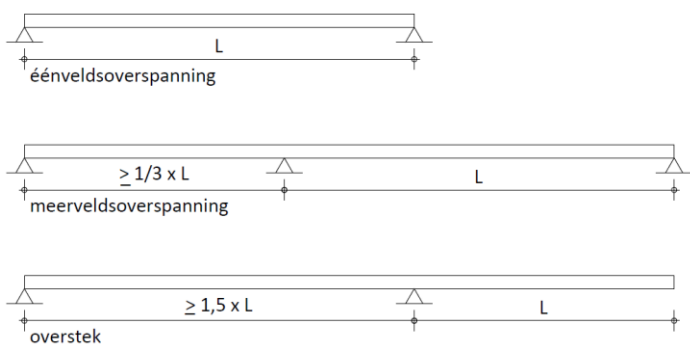 L
éénveldsoverspanning
≥ 1/3 x L L
meerveldsoverspanning
≥ 1,5 x L L
overstek